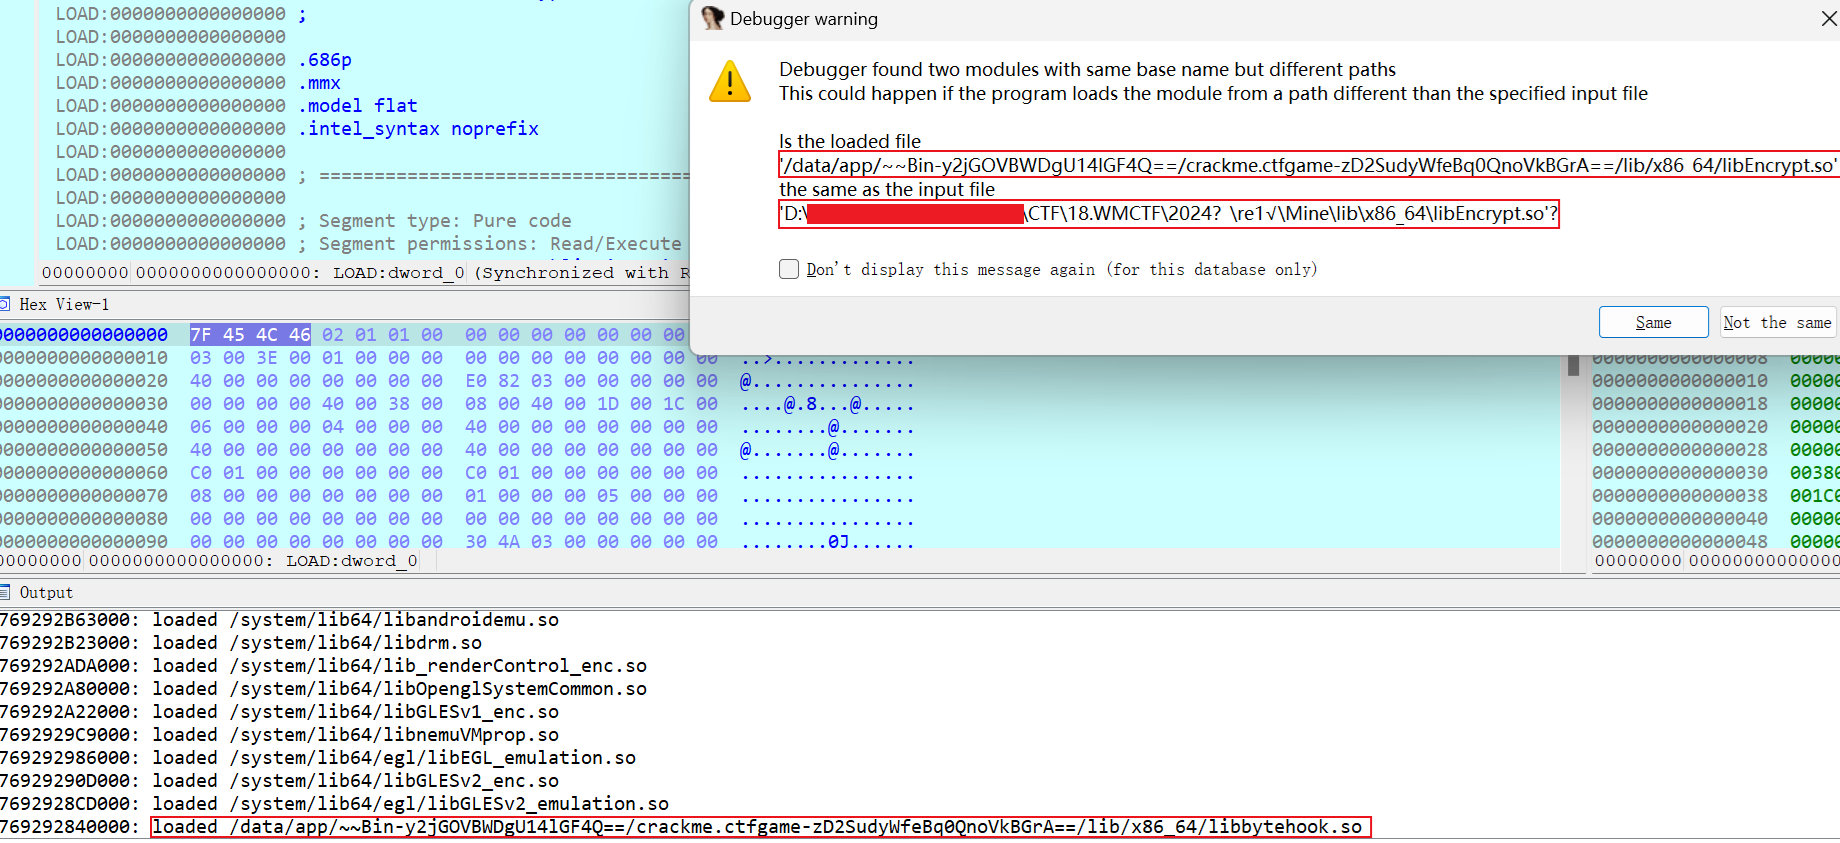 LOAD:0000000000000000 ;
LOAD:0000000000000000
LOAD:0000000000000000 .686p
LOAD:0000000000000000 .mmx
LOAD:0000000000000000 .model flat
LOAD:0000000000000000 .intel_syntax noprefix
LOAD:0000000000000000
LOAD:0000000000000000 ; ==================================
LOAD:0000000000000000
LOAD:0000000000000000 ; Segment type: Pure code
LOAD:0000000000000000 ; Segment permissions: Read/Execute
00000000 0000000000000000: LOAD:dword_0 (Synchronized with R
Debugger warning
Debugger found two modules with same base name but different paths
This could happen if the program loads the module from a path different than the specified input file
Is the loaded file
'/data/app/~~Bin-y2jGOVBWDgU14lGF4Q==/crackme.ctfgame-zD2SudyWfeBq0QnoVkBGrA==/lib/x86_64/libEncrypt.so'
the same as the input file
'D:\ \CTF\18.WMCTF\2024? \re1√\Mine\lib\x86_64\libEncrypt.so'?
Don't display this message again (for this database only)
Same
Not the same
Hex View-1
0000000000000000 7F 45 4C 46 02 01 01 00 00 00 00 00 00 00 00
0000000000000010 03 00 3E 00 01 00 00 00 00 00 00 00 00 00 00 00 ..>.............
0000000000000020 40 00 00 00 00 00 00 00 E0 82 03 00 00 00 00 00 @...............
0000000000000030 00 00 00 00 40 00 38 00 08 00 40 00 1D 00 1C 00 ....@.8...@.....
0000000000000040 06 00 00 00 04 00 00 00 40 00 00 00 00 00 00 00 ........@.......
0000000000000050 40 00 00 00 00 00 00 00 40 00 00 00 00 00 00 00 @.......@.......
0000000000000060 C0 01 00 00 00 00 00 00 C0 01 00 00 00 00 00 00 ................
0000000000000070 08 00 00 00 00 00 00 00 01 00 00 00 05 00 00 00 ................
0000000000000080 00 00 00 00 00 00 00 00 00 00 00 00 00 00 00 00 ................
0000000000000090 00 00 00 00 00 00 00 00 30 4A 03 00 00 00 00 00 ........0J......
00000000 0000000000000000: LOAD:dword_0
0000000000000008 0000
0000000000000010 0000
0000000000000018 0000
0000000000000020 0000
0000000000000028 0000
0000000000000030 0038
0000000000000038 001C
0000000000000040 0000
0000000000000048 0000
00000000 000000000000
Output
769292B63000: loaded /system/lib64/libandroidemu.so
769292B23000: loaded /system/lib64/libdrm.so
769292ADA000: loaded /system/lib64/lib_renderControl_enc.so
769292A80000: loaded /system/lib64/libOpenglSystemCommon.so
769292A22000: loaded /system/lib64/libGLESv1_enc.so
7692929C9000: loaded /system/lib64/libnemuVMprop.so
769292986000: loaded /system/lib64/egl/libEGL_emulation.so
76929290D000: loaded /system/lib64/libGLESv2_enc.so
7692928CD000: loaded /system/lib64/egl/libGLESv2_emulation.so
769292840000: loaded /data/app/~~Bin-y2jGOVBWDgU14lGF4Q==/crackme.ctfgame-zD2SudyWfeBq0QnoVkBGrA==/lib/x86_64/libbytehook.so